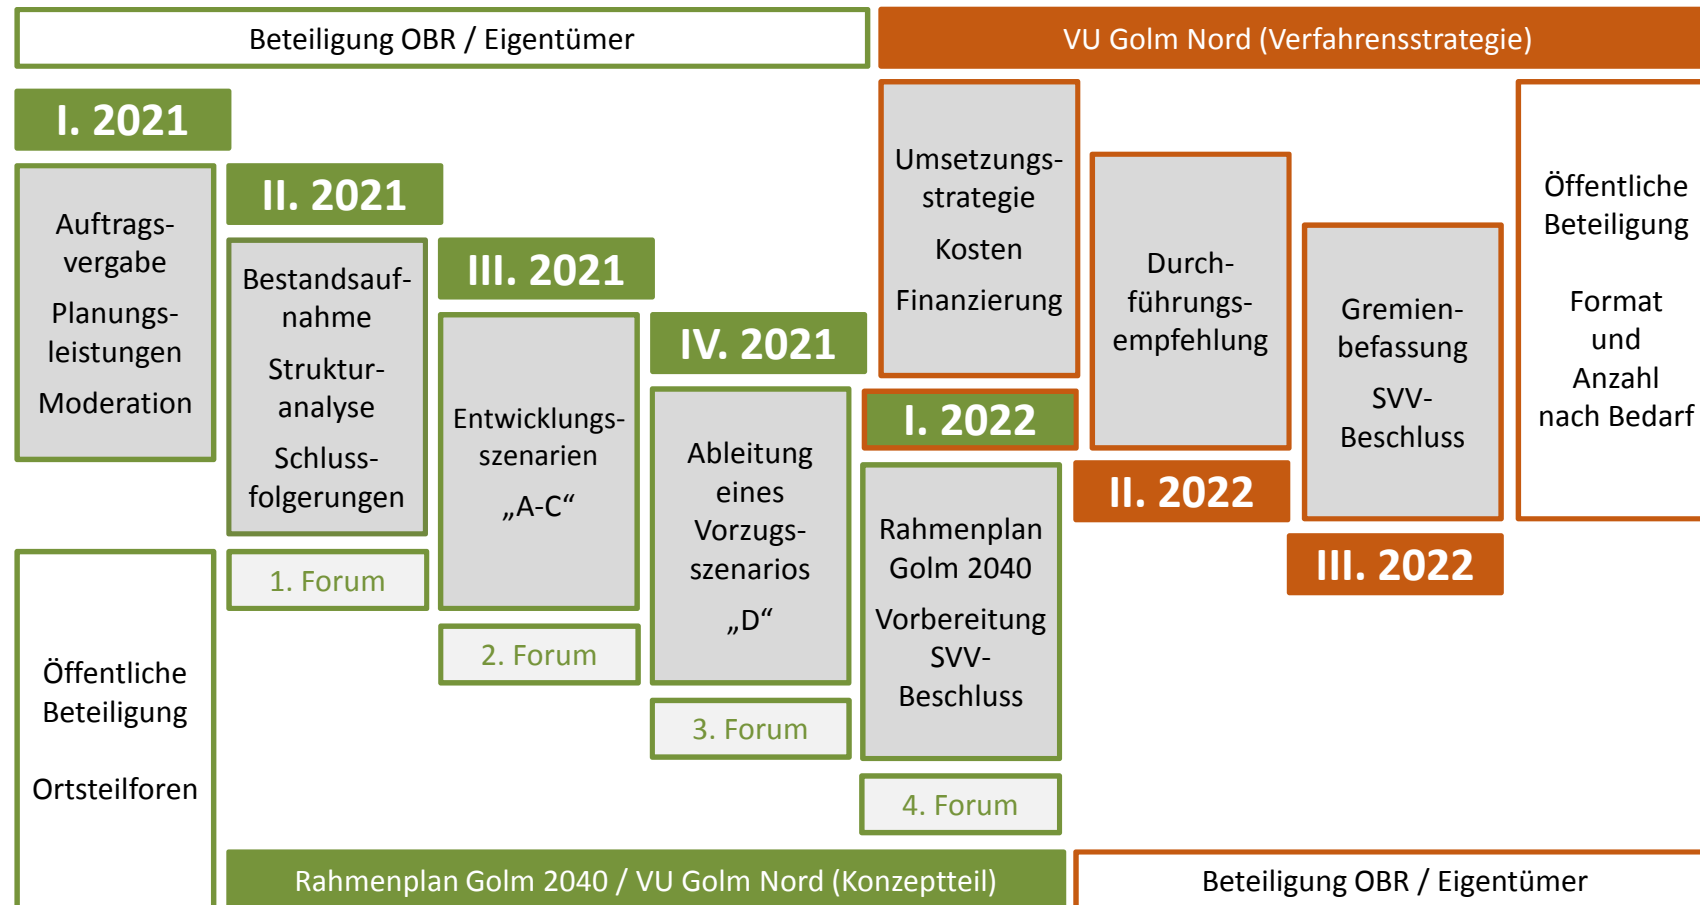 Beteiligung OBR / Eigentümer
VU Golm Nord (Verfahrensstrategie)
I. 2021
Auftrags-
vergabe
Planungs-
leistungen
Moderation
II. 2021
Bestandsauf-
nahme
Struktur-
analyse
Schluss-
folgerungen
1. Forum
III. 2021
Entwicklungs-
szenarien
„A-C“
2. Forum
IV. 2021
Ableitung
eines
Vorzugs-
szenarios
„D“
3. Forum
Umsetzungs-
strategie
Kosten
Finanzierung
I. 2022
Rahmenplan
Golm 2040
Vorbereitung
SVV-
Beschluss
4. Forum
Durch-
führungs-
empfehlung
II. 2022
Gremien-
befassung
SVV-
Beschluss
III. 2022
Öffentliche
Beteiligung
Format
und
Anzahl
nach Bedarf
Öffentliche
Beteiligung
Ortsteilforen
Rahmenplan Golm 2040 / VU Golm Nord (Konzeptteil)
Beteiligung OBR / Eigentümer